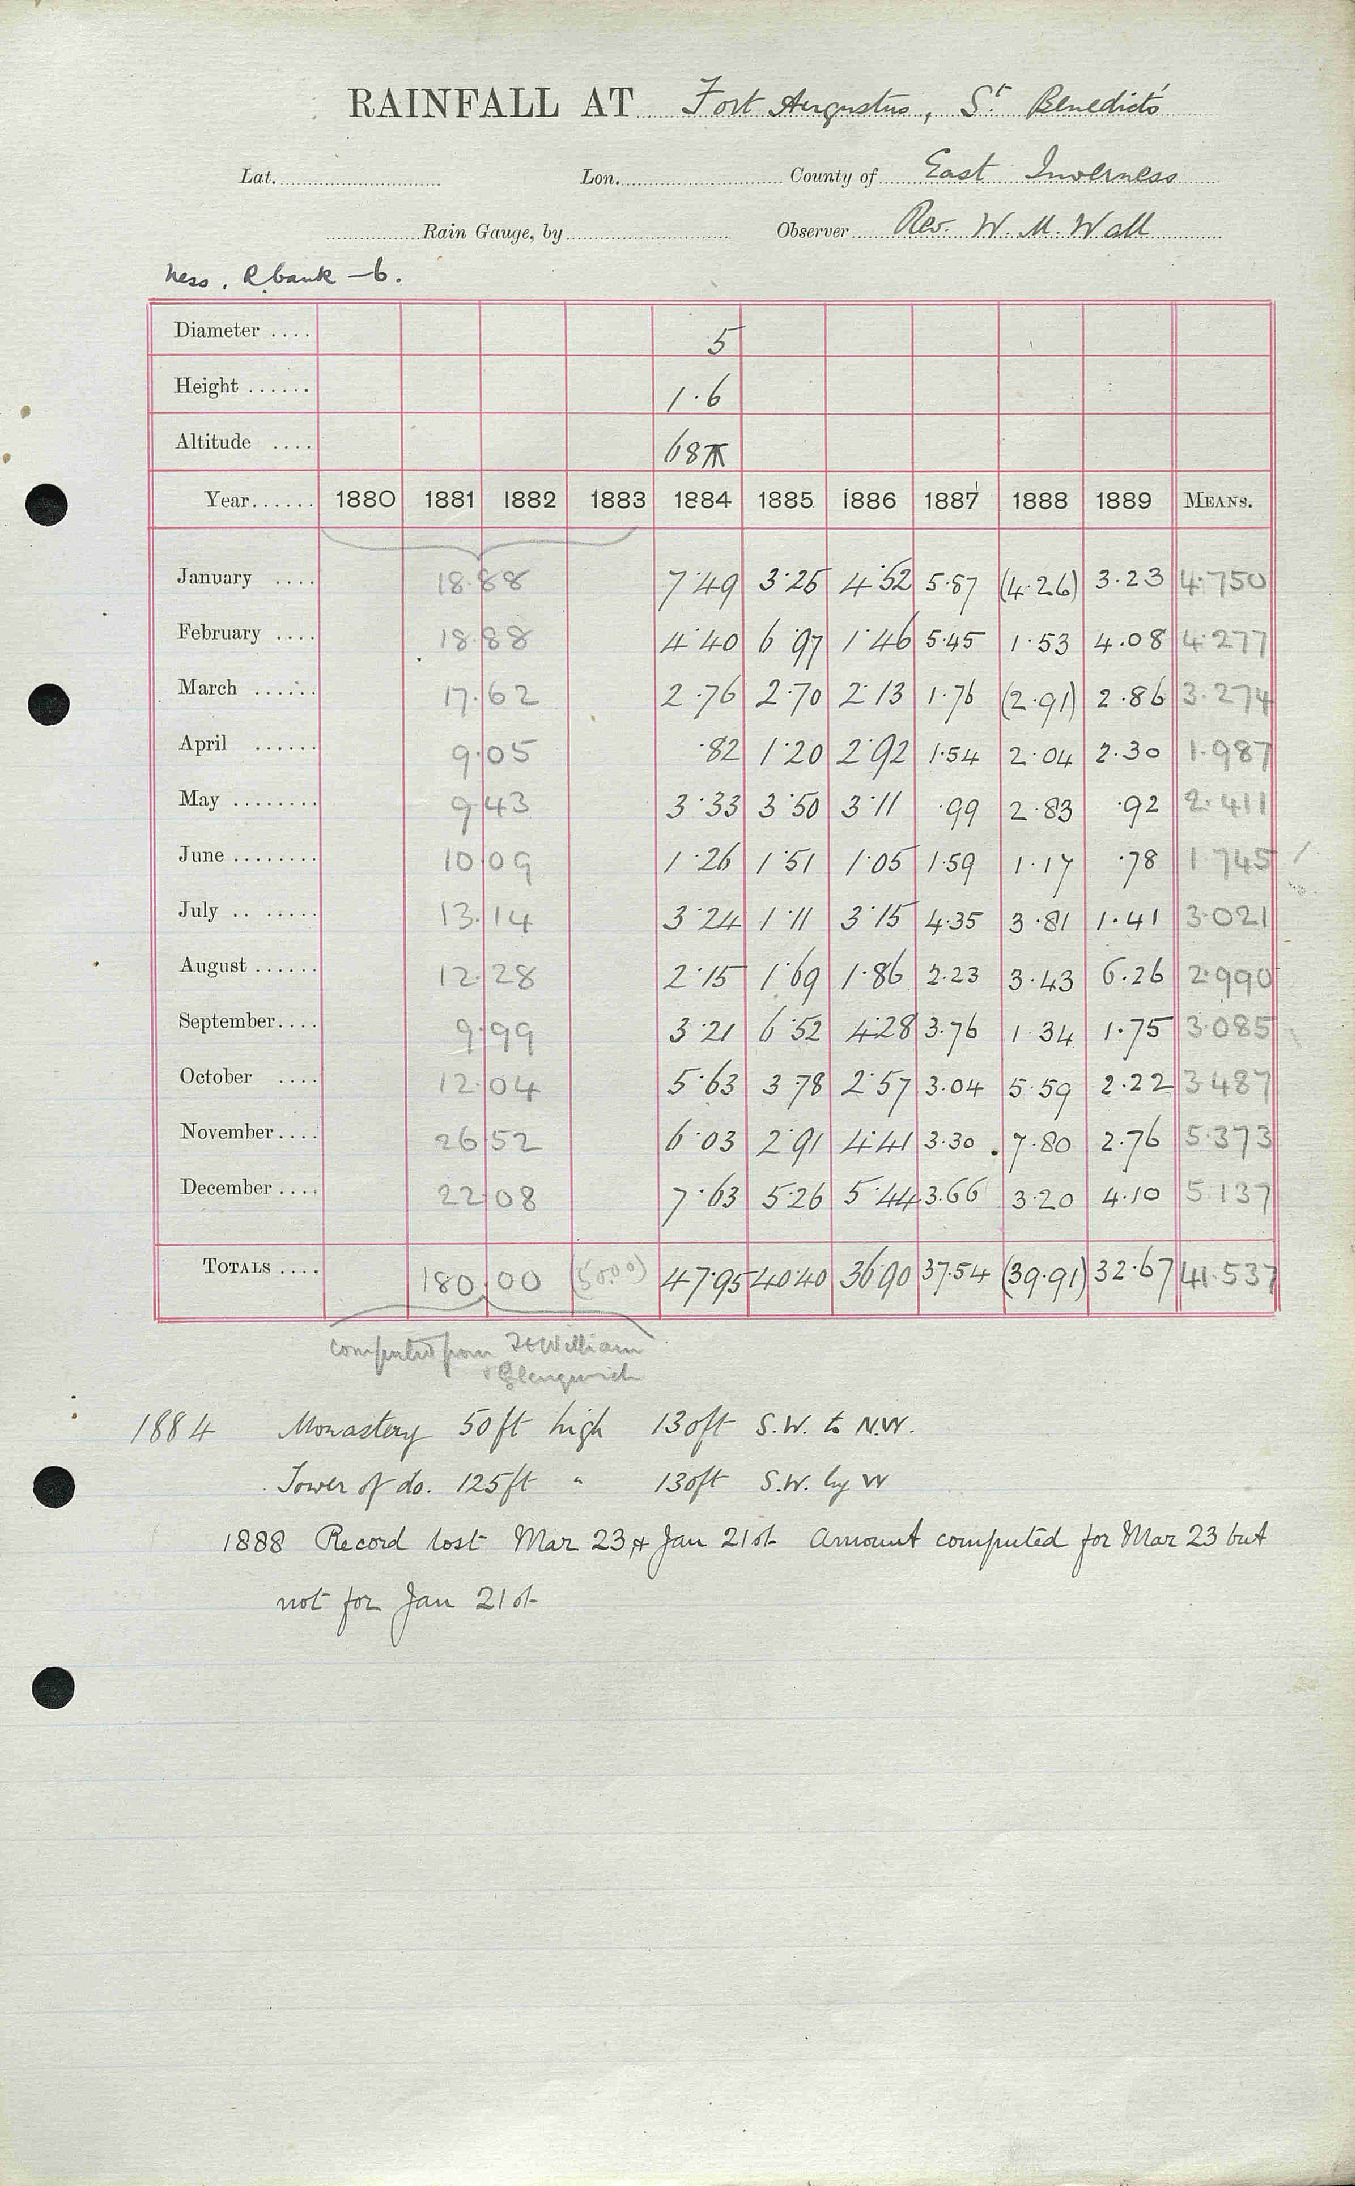 RAINFALL AT Fort Augustus, St Benedicts
Lat. Lon. County of East Inverness
Rain Gauge, by Observer Rev. W. M. Wall
Ness. R. bank – 6.
Diameter .... 5
Height ...... 1.6
Altitude .... 68
Year...... 1880 1881 1882 1883 1884 1885 1886 1887 1888 1889 MEANS.
January .... 18.88 7.49 3.25 4.52 5.87 (4.26) 3.23 4.750
February .... 18.88 4.40 6.97 1.46 5.45 1.53 4.08 4.277
March ...... 17.62 2.76 2.70 2.13 1.76 (2.91) 2.86 3.274
April ...... 9.05 .82 1.20 2.92 1.54 2.04 2.30 1.987
May ........ 9.43 3.33 3.50 3.11 .99 2.83 .92 2.411
June ........ 10.09 1.26 1.51 1.05 1.59 1.17 .78 1.745
July .. ..... 13.14 3.24 1.11 3.15 4.35 3.81 1.41 3.021
August ...... 12.28 2.15 1.69 1.86 2.23 3.43 6.26 2.990
September.... 9.99 3.21 6.52 4.28 3.76 1.34 1.75 3.085
October .... 12.04 5.63 3.78 2.57 3.04 5.59 2.22 3.487
November.... 26.52 6.03 2.91 4.41 3.30 7.80 2.76 5.373
December .... 22.08 7.63 5.26 5.44 3.66 3.20 4.10 5.137
TOTALS .... 180.00 (50.00) 47.95 40.40 36.90 37.54 (39.91) 32.67 41.537
computed from Ft William
& Glenquoich
1884 Monastery 50ft high 130ft S.W. to N.W.
Tower of do. 125ft " 130ft S.W. by W
1888 Record lost Mar 23 & Jan 21st Amount computed for Mar 23 but
not for Jan 21st